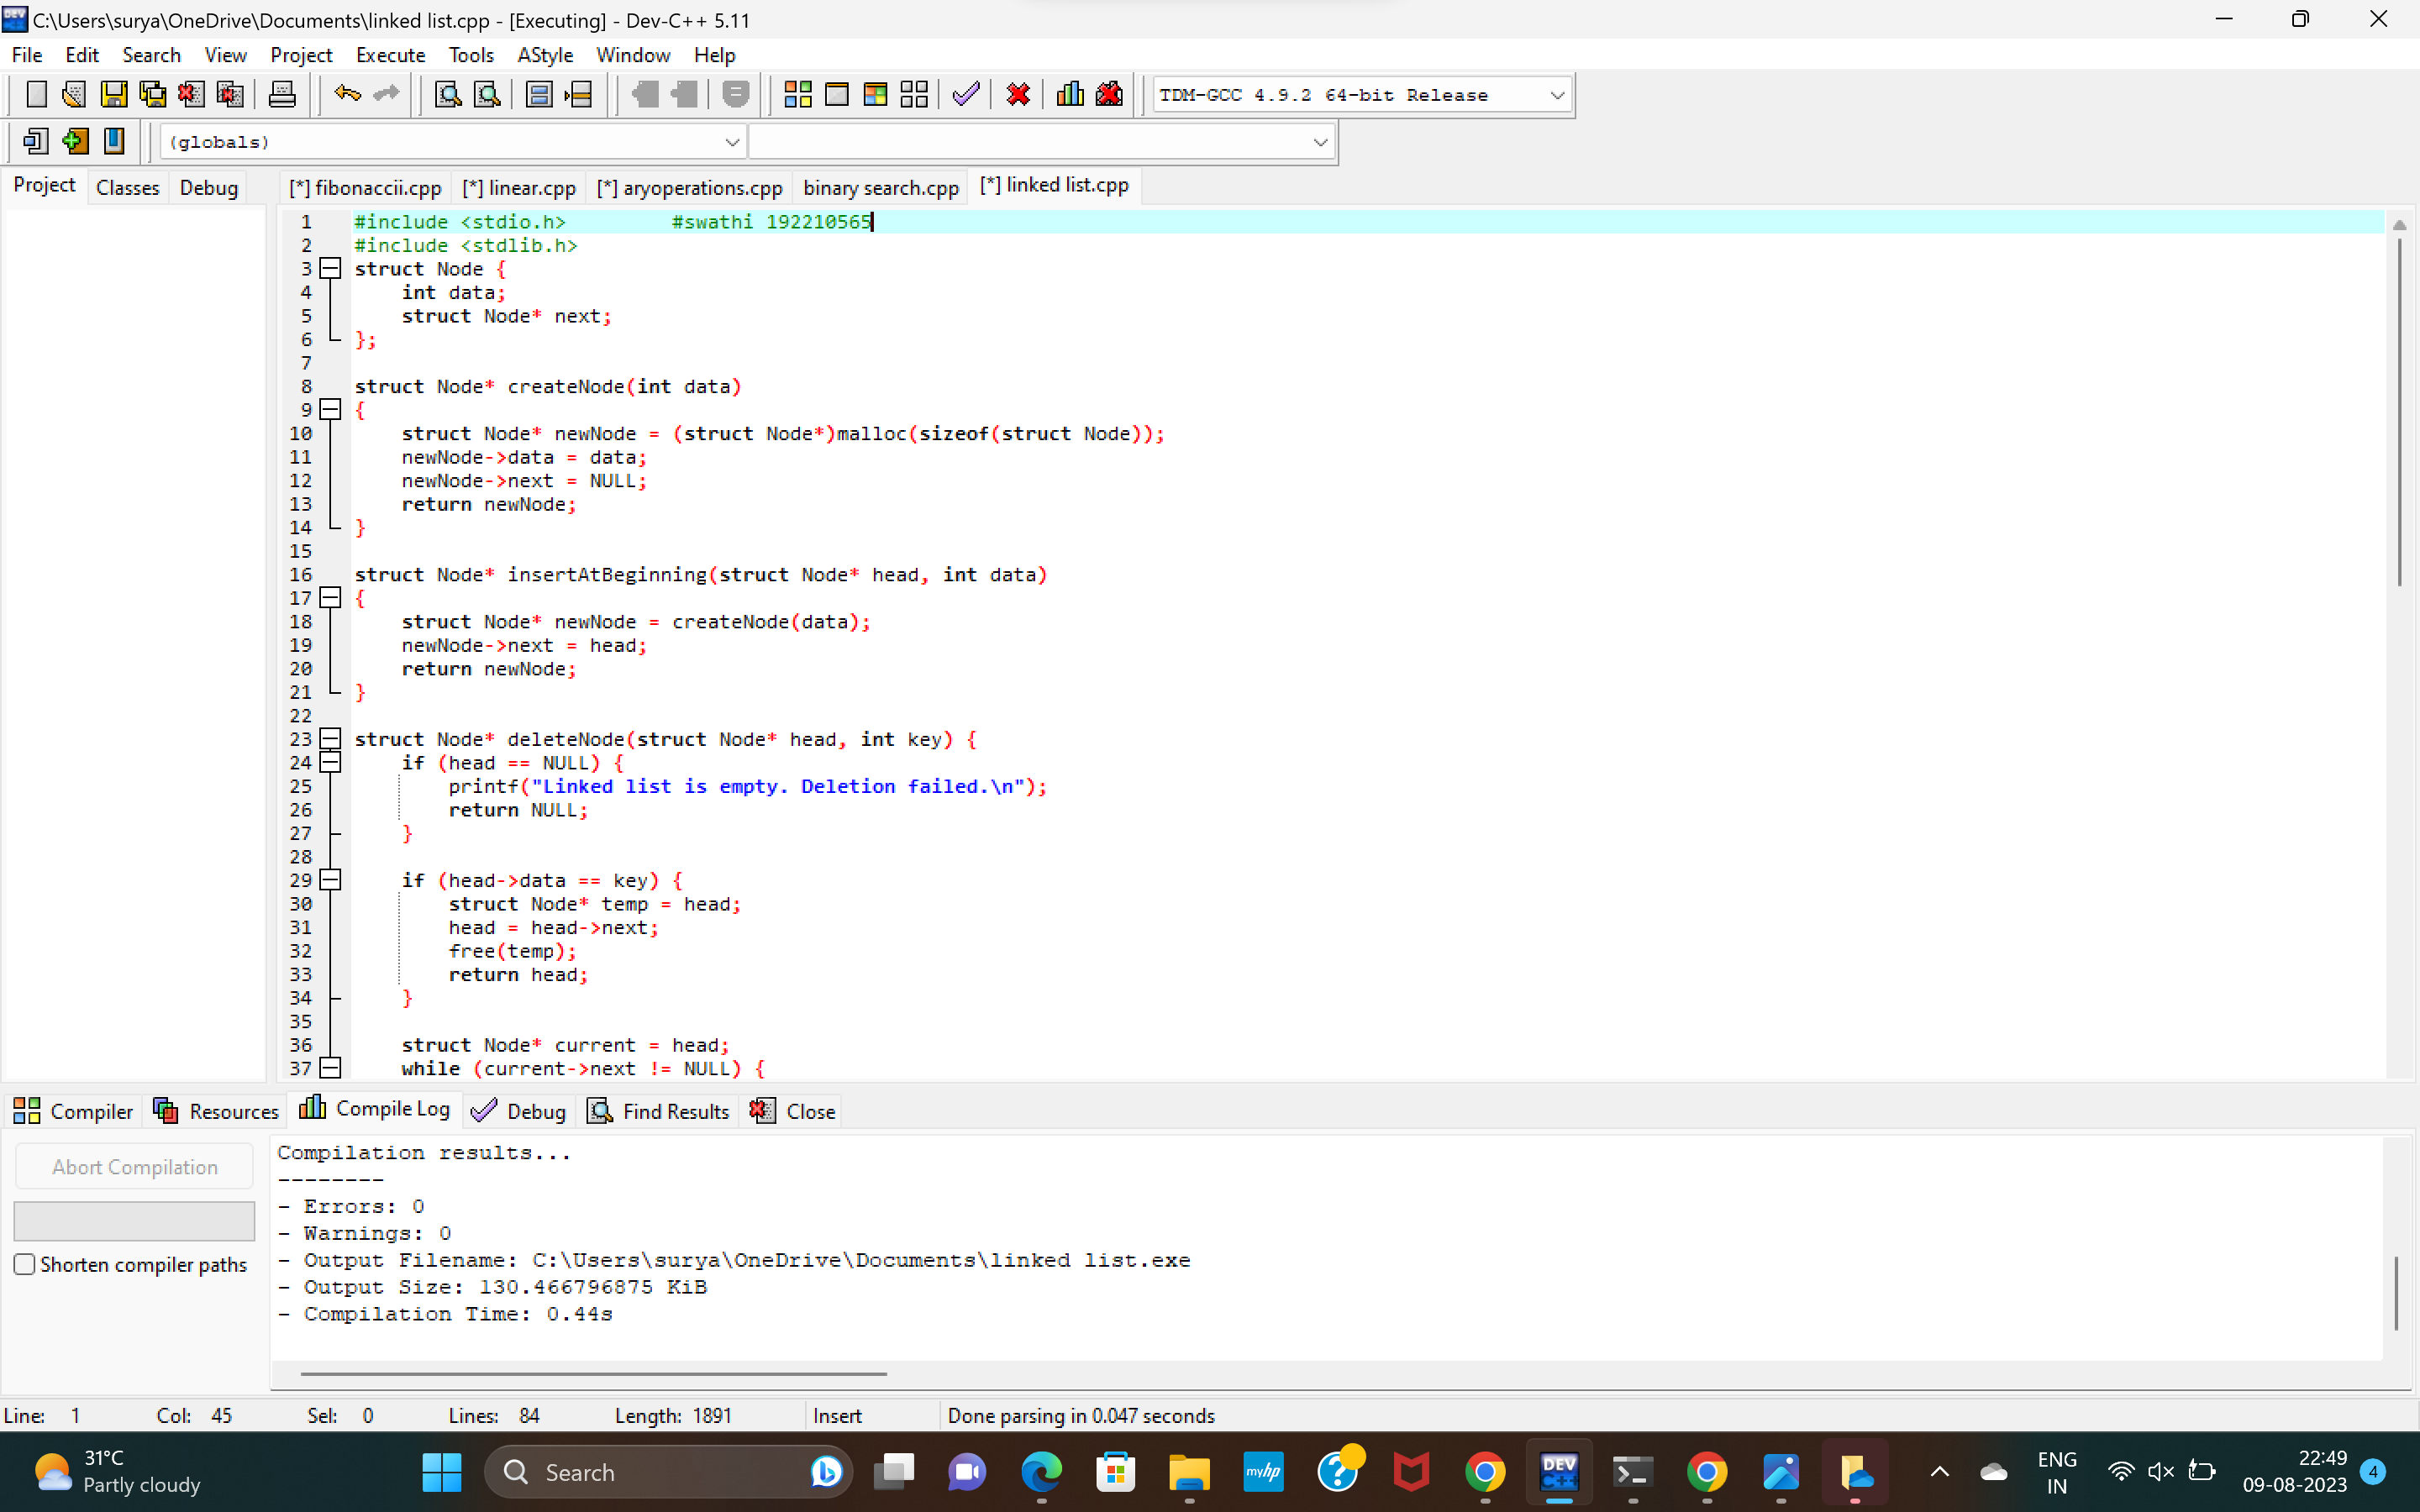 C:\Users\surya\OneDrive\Documents\linked list.cpp - [Executing] - Dev-C++ 5.11
File Edit Search View Project Execute Tools AStyle Window Help
TDM-GCC 4.9.2 64-bit Release
(globals)
Project Classes Debug [*] fibonaccii.cpp [*] linear.cpp [*] aryoperations.cpp binary search.cpp [*] linked list.cpp
1 #include <stdio.h> #swathi 192210565
2 #include <stdlib.h>
3 struct Node {
4 int data;
5 struct Node* next;
6 };
7
8 struct Node* createNode(int data)
9 {
10 struct Node* newNode = (struct Node*)malloc(sizeof(struct Node));
11 newNode->data = data;
12 newNode->next = NULL;
13 return newNode;
14 }
15
16 struct Node* insertAtBeginning(struct Node* head, int data)
17 {
18 struct Node* newNode = createNode(data);
19 newNode->next = head;
20 return newNode;
21 }
22
23 struct Node* deleteNode(struct Node* head, int key) {
24 if (head == NULL) {
25 printf("Linked list is empty. Deletion failed.\n");
26 return NULL;
27 }
28
29 if (head->data == key) {
30 struct Node* temp = head;
31 head = head->next;
32 free(temp);
33 return head;
34 }
35
36 struct Node* current = head;
37 while (current->next != NULL) {
Compiler Resources Compile Log Debug Find Results Close
Abort Compilation
Shorten compiler paths
Compilation results...
--------
- Errors: 0
- Warnings: 0
- Output Filename: C:\Users\surya\OneDrive\Documents\linked list.exe
- Output Size: 130.466796875 KiB
- Compilation Time: 0.44s
Line: 1 Col: 45 Sel: 0 Lines: 84 Length: 1891 Insert Done parsing in 0.047 seconds
31°C
Partly cloudy
Search
myhp
DEV
C++
ENG
IN
22:49
09-08-2023
4